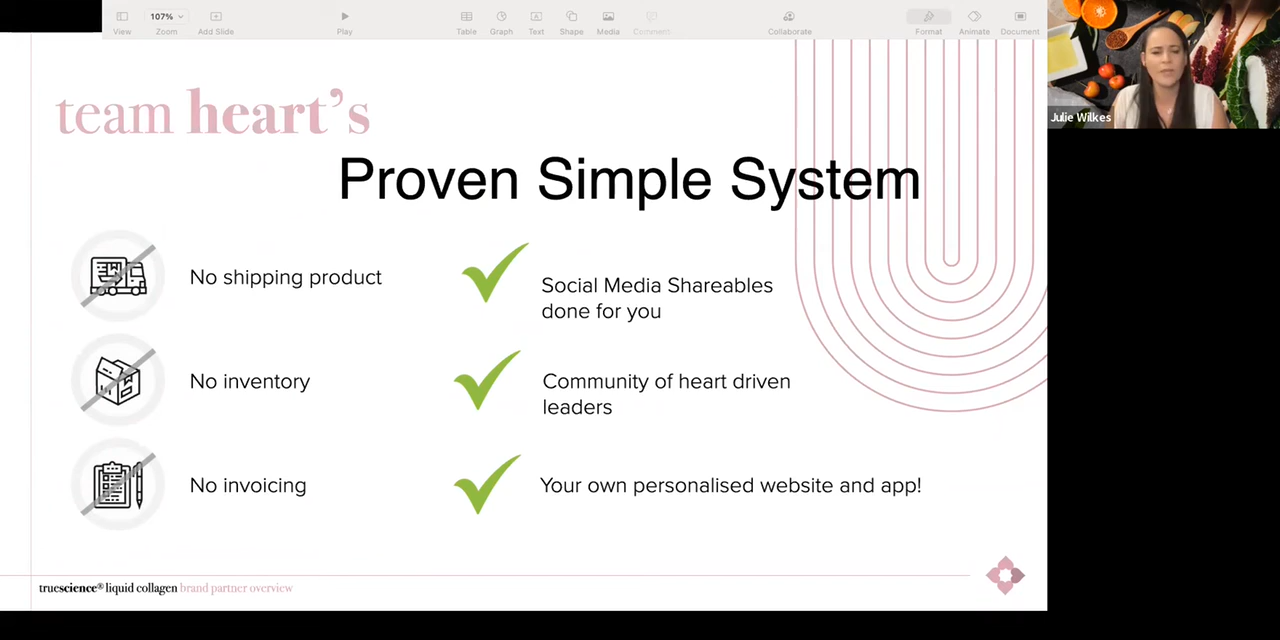 107%
View
Zoom
Add Slide
Play
Table
Graph
Text
Shape
Media
Comment
Collaborate
Format
Animate
Document
Julie Wilkes
team heart's
Proven Simple System
No shipping product
Social Media Shareables
done for you
No inventory
Community of heart driven
leaders
No invoicing
Your own personalised website and app!
truescience® liquid collagen brand partner overview